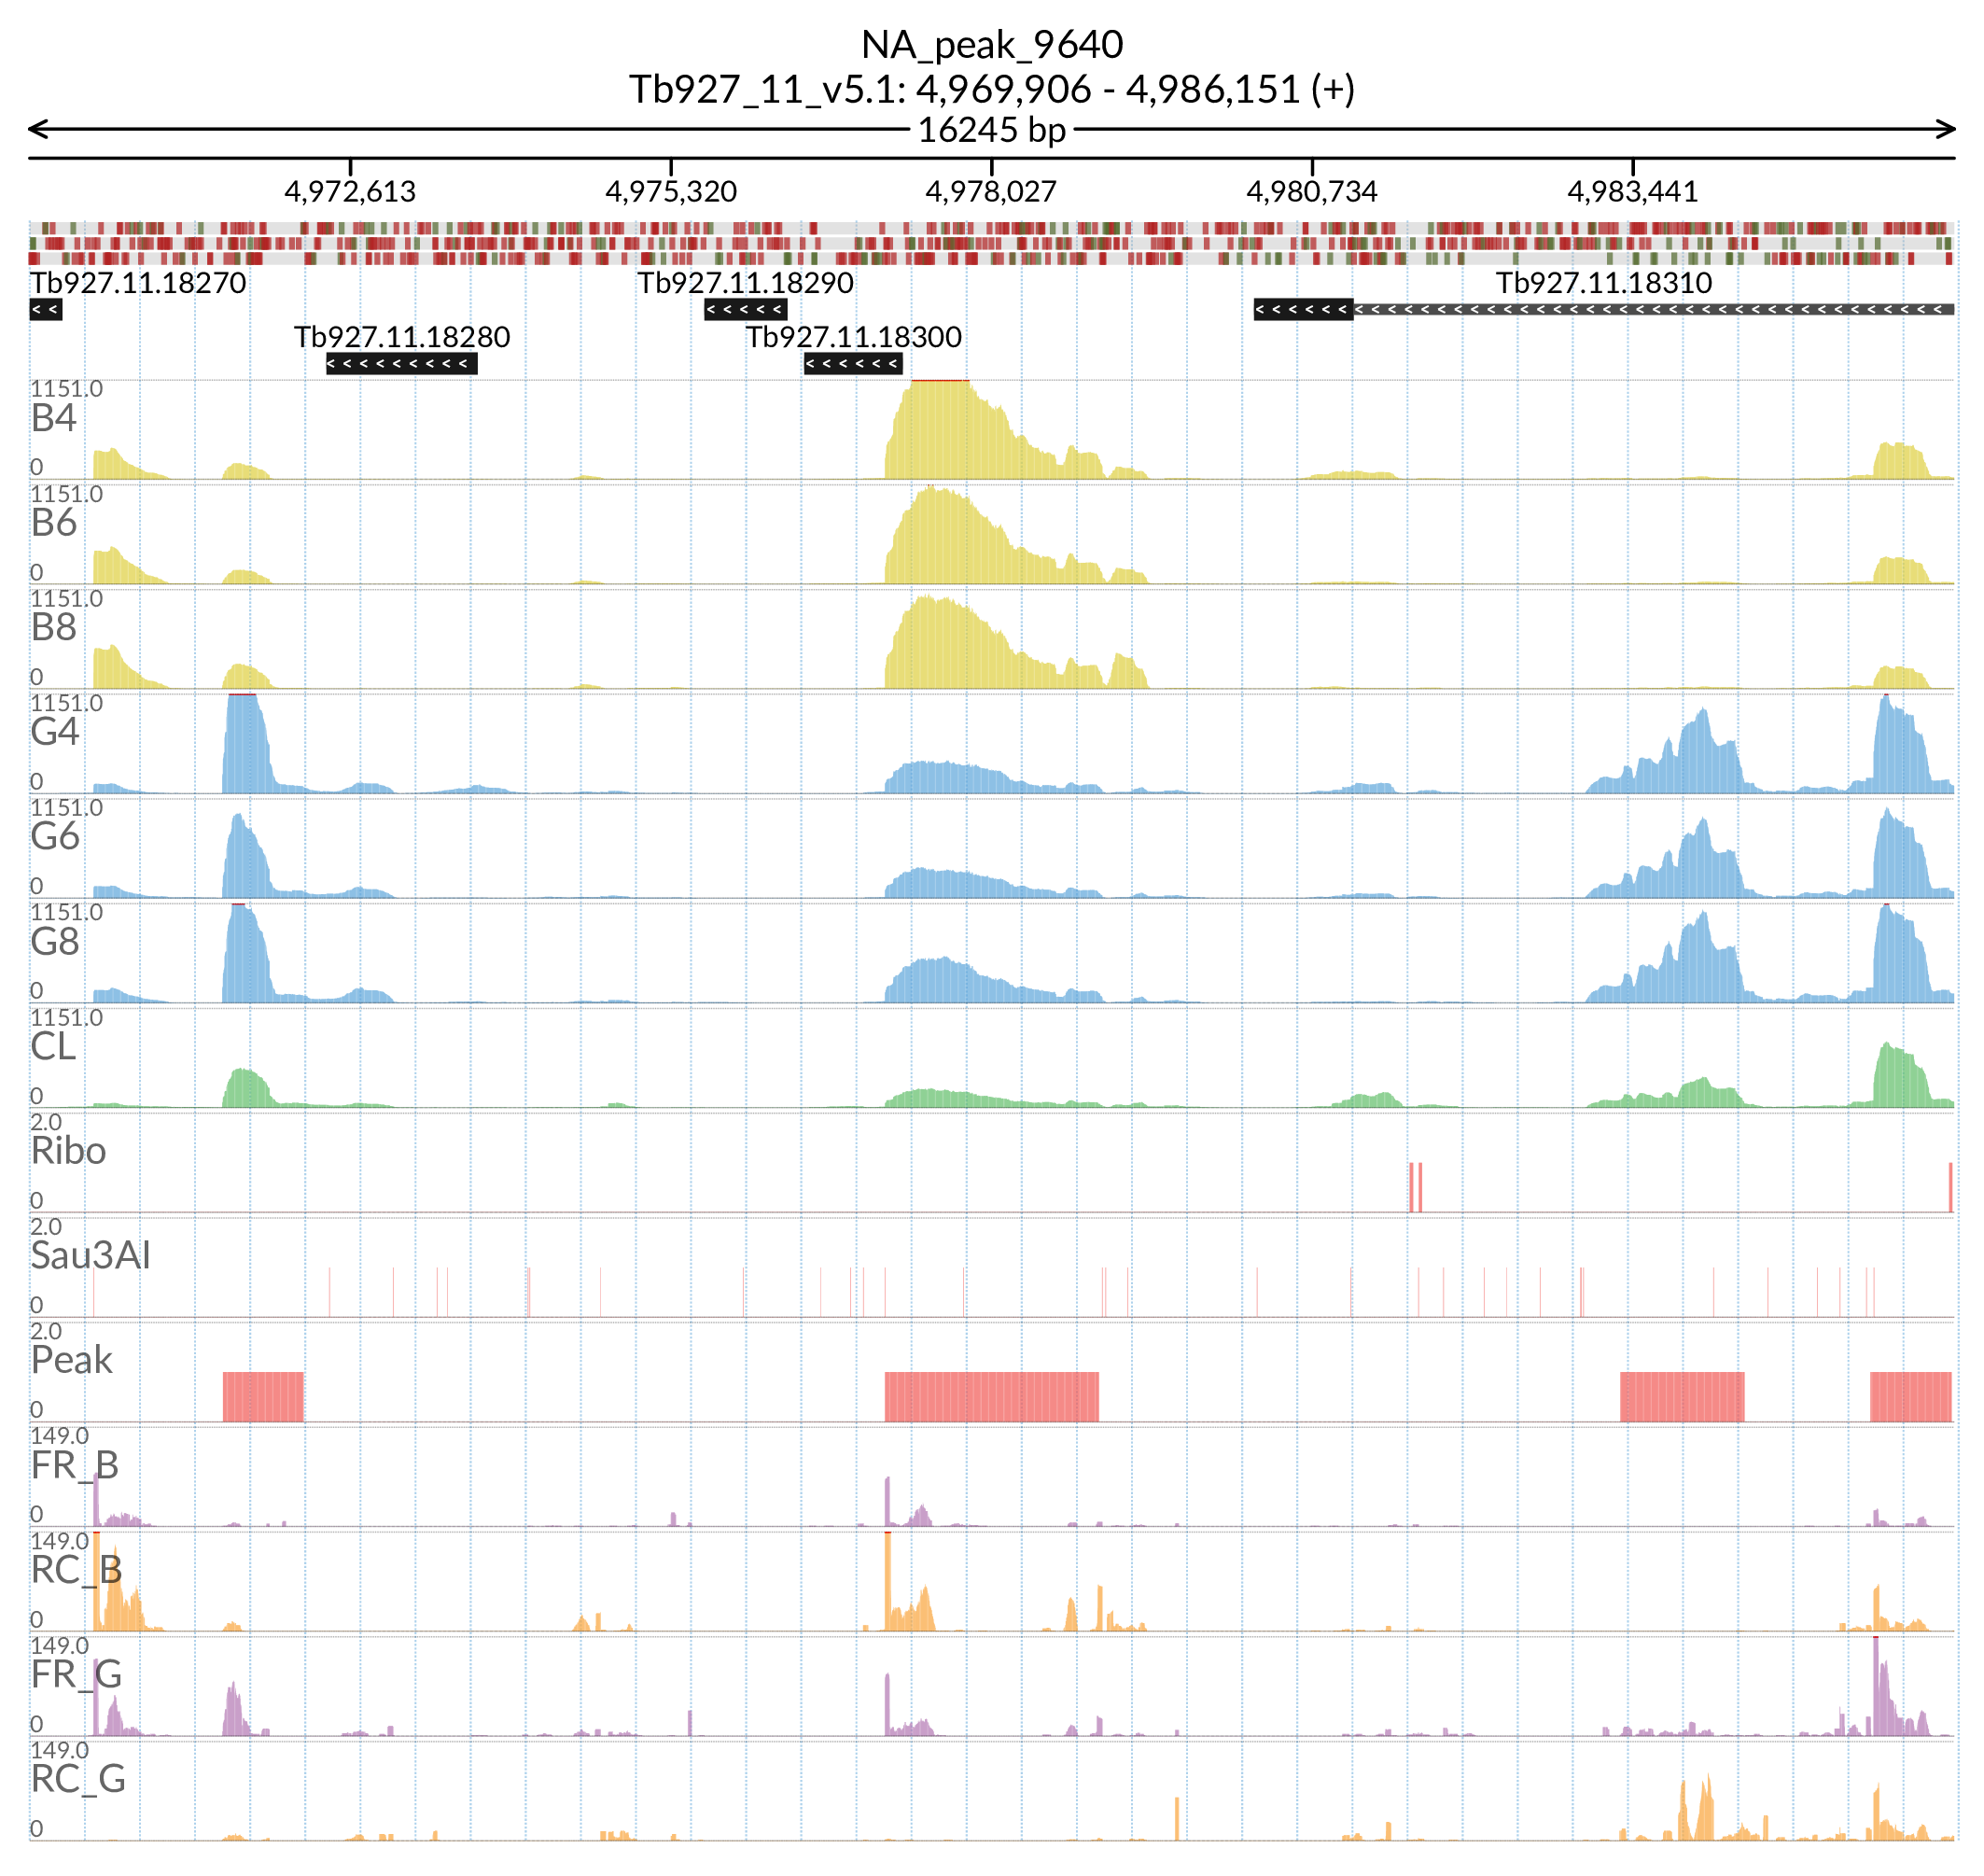 NA_peak_9640
Tb927_11_v5.1: 4,969,906 - 4,986,151 (+)
16245 bp
4,972,613 4,975,320 4,978,027 4,980,734 4,983,441
Tb927.11.18270 Tb927.11.18290 Tb927.11.18310
Tb927.11.18280 Tb927.11.18300
1151.0
B4
0
1151.0
B6
0
1151.0
B8
0
1151.0
G4
0
1151.0
G6
0
1151.0
G8
0
1151.0
CL
0
2.0
Ribo
0
2.0
Sau3AI
0
2.0
Peak
0
149.0
FR_B
0
149.0
RC_B
0
149.0
FR_G
0
149.0
RC_G
0